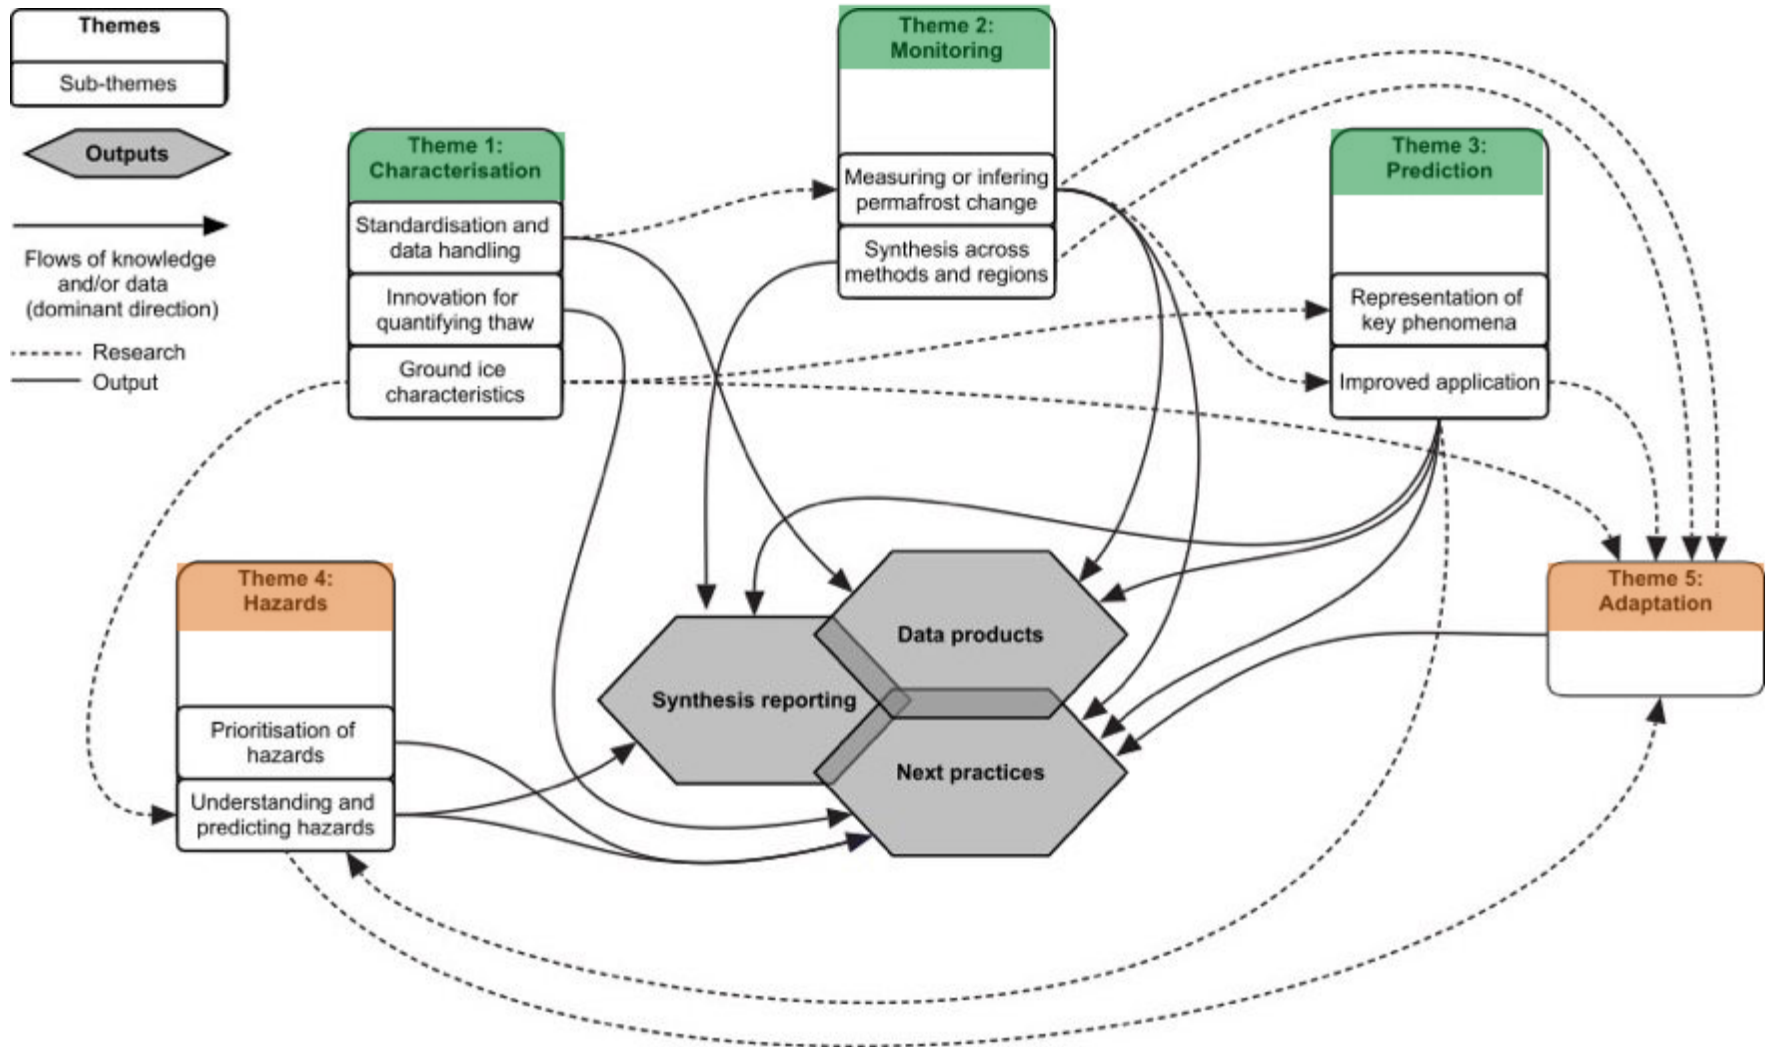 Themes
Sub-themes
Outputs
Flows of knowledge
and/or data
(dominant direction)
Research
Output
Theme 1:
Characterisation
Standardisation and
data handling
Innovation for
quantifying thaw
Ground ice
characteristics
Theme 2:
Monitoring
Measuring or infering
permafrost change
Synthesis across
methods and regions
Theme 3:
Prediction
Representation of
key phenomena
Improved application
Theme 4:
Hazards
Prioritisation of
hazards
Understanding and
predicting hazards
Synthesis reporting
Data products
Next practices
Theme 5:
Adaptation